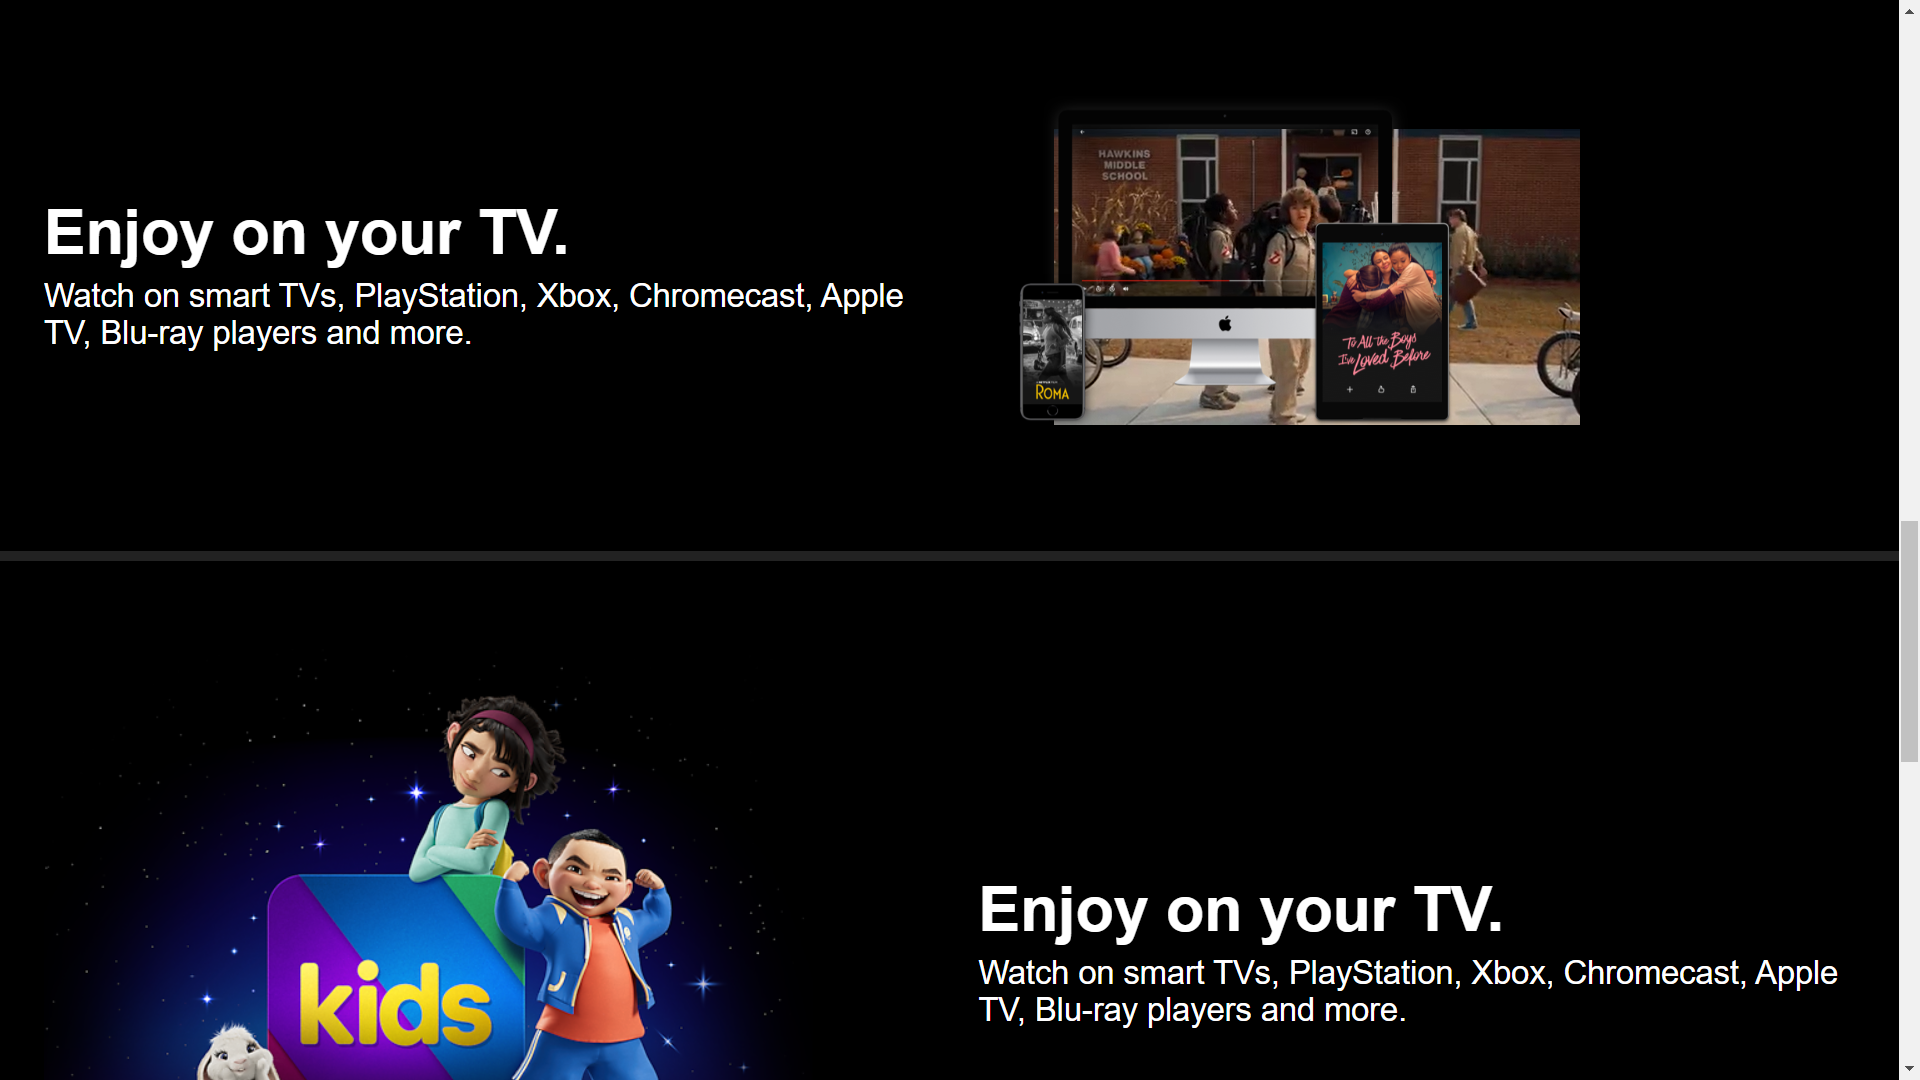 Enjoy on your TV.
Watch on smart TVs, PlayStation, Xbox, Chromecast, Apple
TV, Blu-ray players and more.
HAWKINS
MIDDLE
SCHOOL
To All the Boys
I've Loved Before
ROMA
kids
Enjoy on your TV.
Watch on smart TVs, PlayStation, Xbox, Chromecast, Apple
TV, Blu-ray players and more.